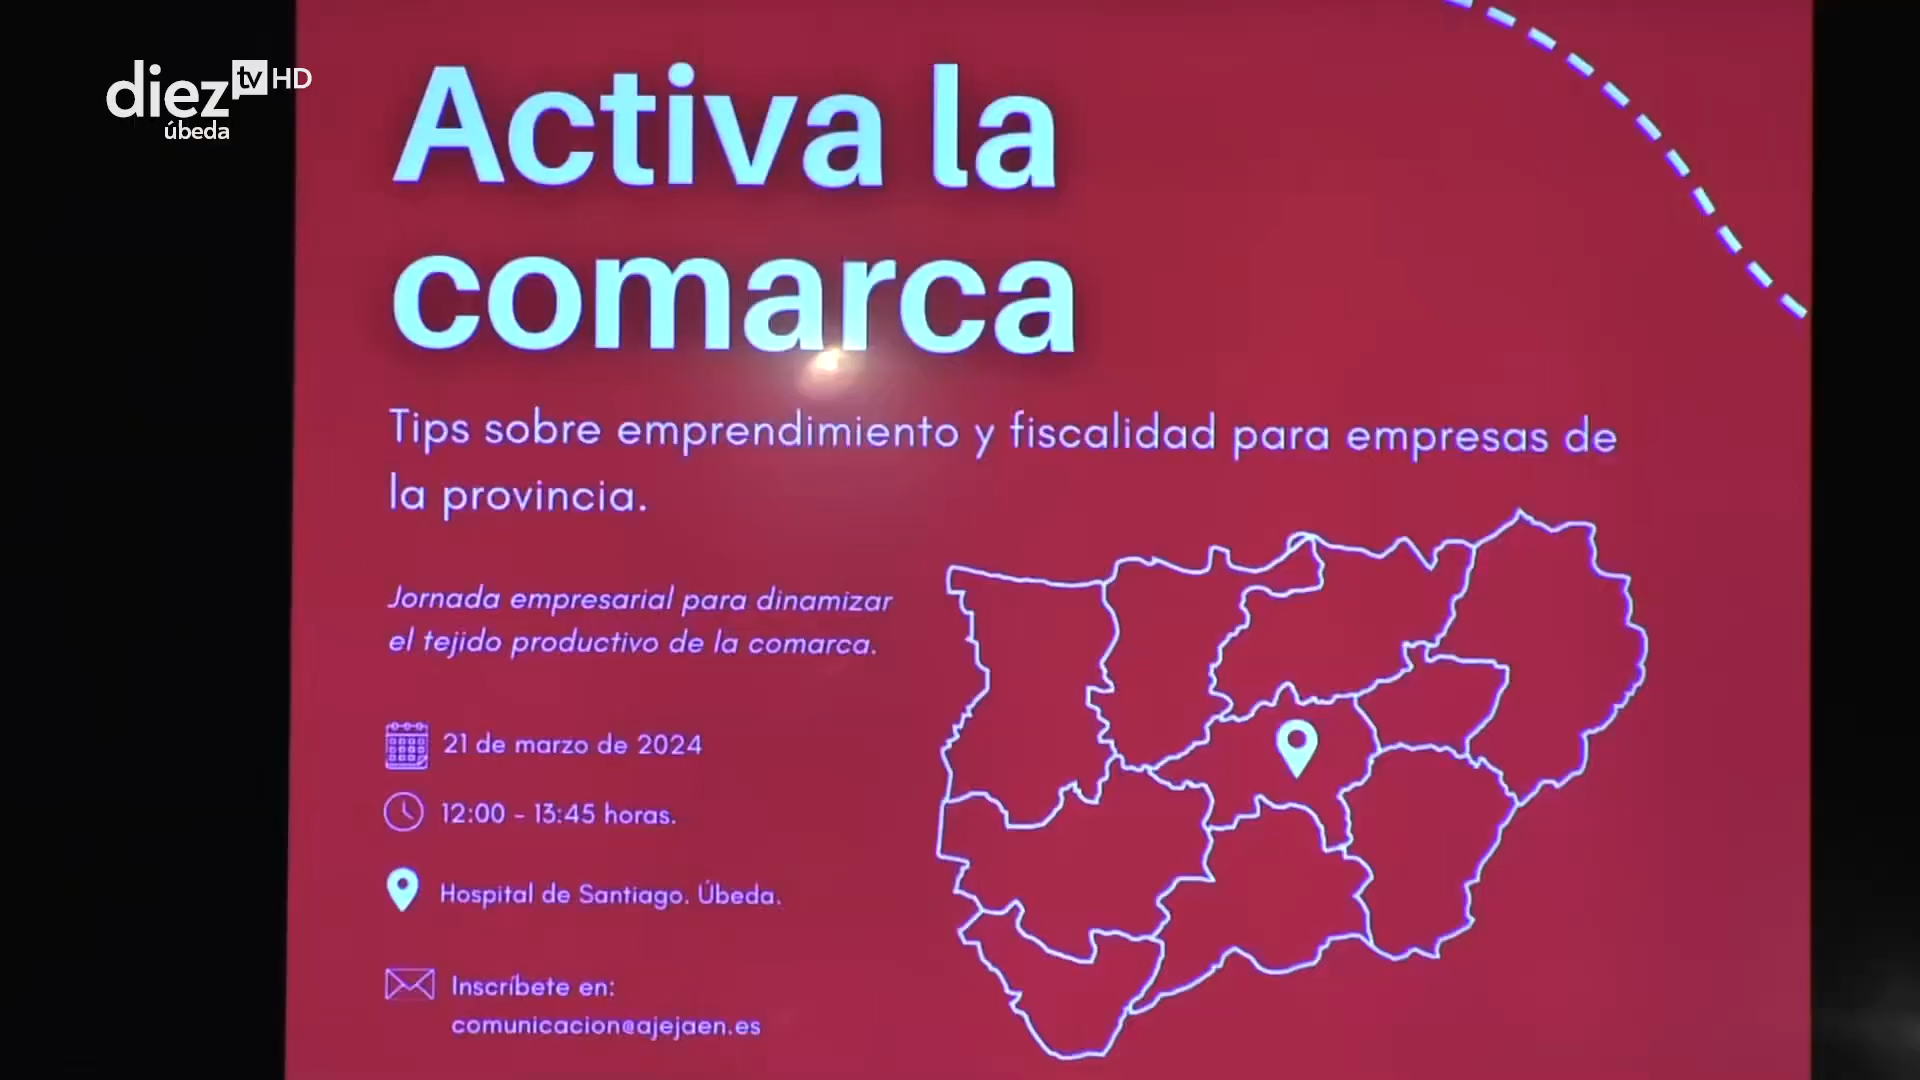 diez tv HD
úbeda
Activa la
comarca
Tips sobre emprendimiento y fiscalidad para empresas de
la provincia.
Jornada empresarial para dinamizar
el tejido productivo de la comarca.
21 de marzo de 2024
12:00 - 13:45 horas.
Hospital de Santiago. Úbeda.
Inscríbete en:
comunicacion@ajejaen.es